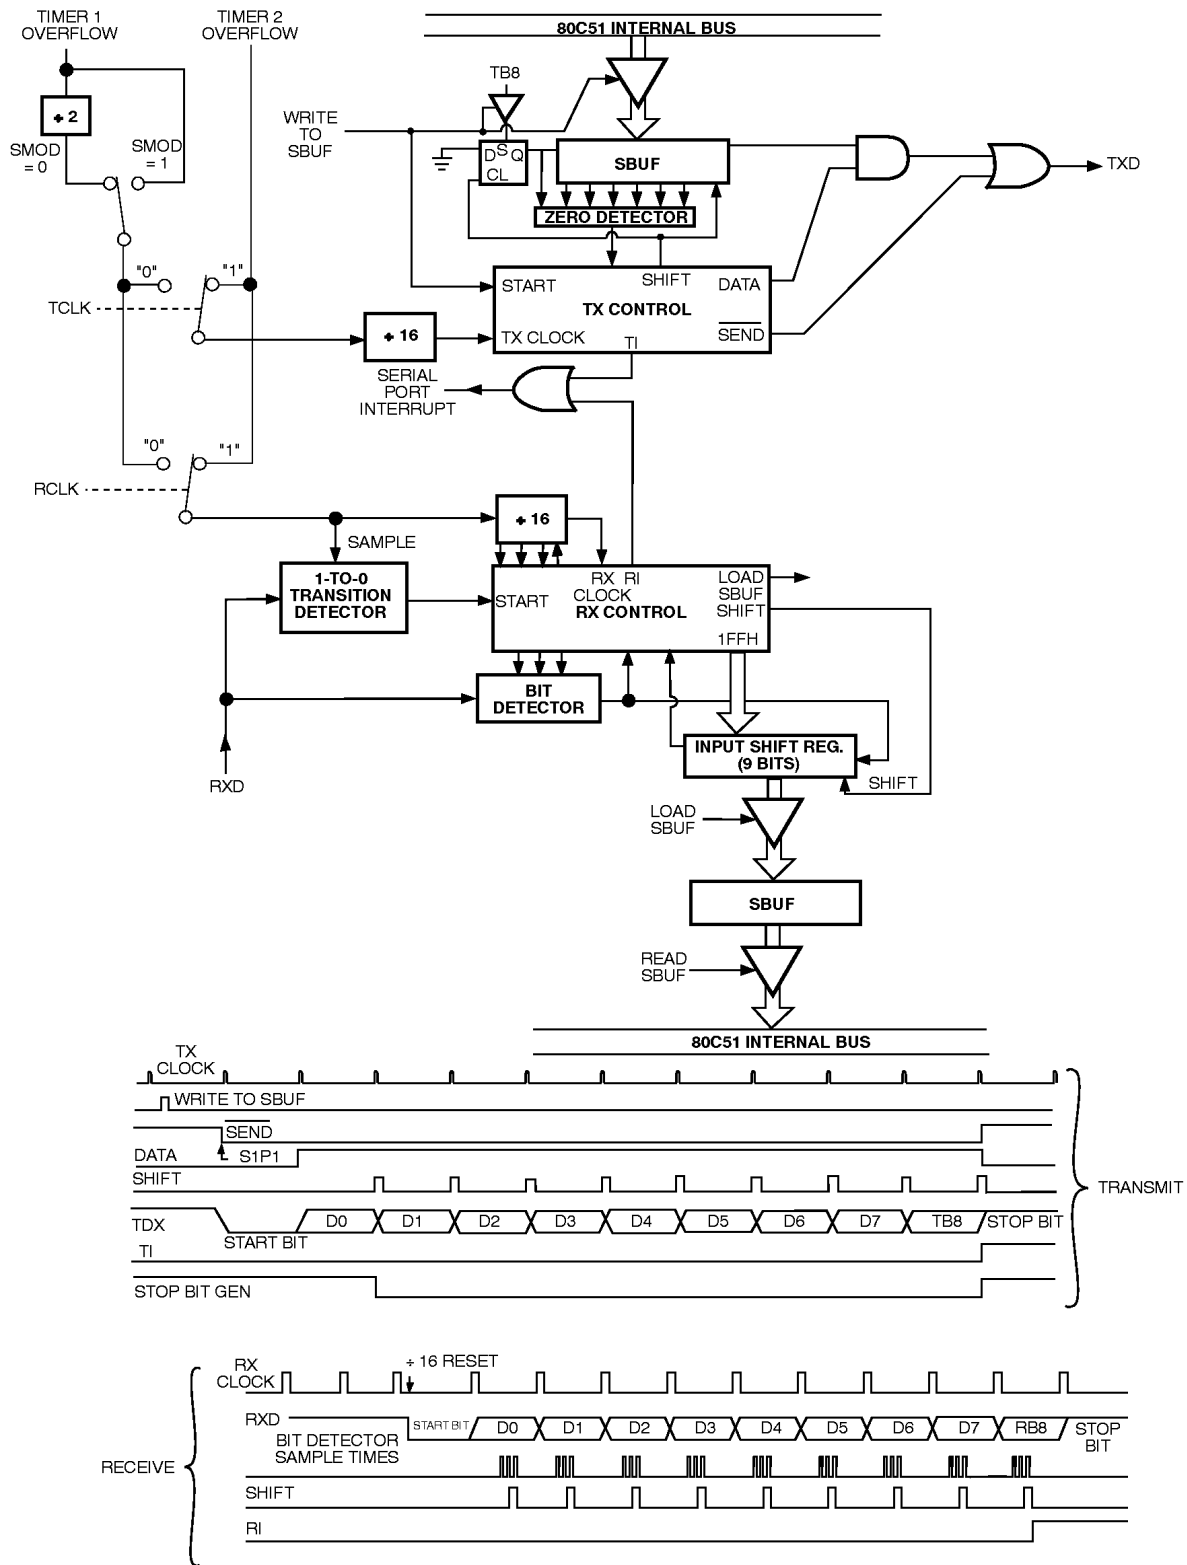 TIMER 1
OVERFLOW
TIMER 2
OVERFLOW
80C51 INTERNAL BUS
TB8
÷ 2
WRITE
TO
SBUF
SMOD
= 0
SMOD
= 1
D S Q
CL
SBUF
TXD
ZERO DETECTOR
"0"
"1"
START
SHIFT
DATA
TCLK
TX CONTROL
÷ 16
TX CLOCK
TI
SEND
SERIAL
PORT
INTERRUPT
"0"
"1"
RCLK
÷ 16
SAMPLE
1-TO-0
TRANSITION
DETECTOR
START
RX
CLOCK
RI
RX CONTROL
LOAD
SBUF
SHIFT
1FFH
BIT
DETECTOR
INPUT SHIFT REG.
(9 BITS)
RXD
SHIFT
LOAD
SBUF
SBUF
READ
SBUF
80C51 INTERNAL BUS
TX
CLOCK
WRITE TO SBUF
SEND
DATA
S1P1
SHIFT
TRANSMIT
TDX
START BIT
D0
D1
D2
D3
D4
D5
D6
D7
TB8
STOP BIT
TI
STOP BIT GEN
RX
CLOCK
÷ 16 RESET
RXD
START BIT
D0
D1
D2
D3
D4
D5
D6
D7
RB8
STOP
BIT
BIT DETECTOR
SAMPLE TIMES
RECEIVE
SHIFT
RI